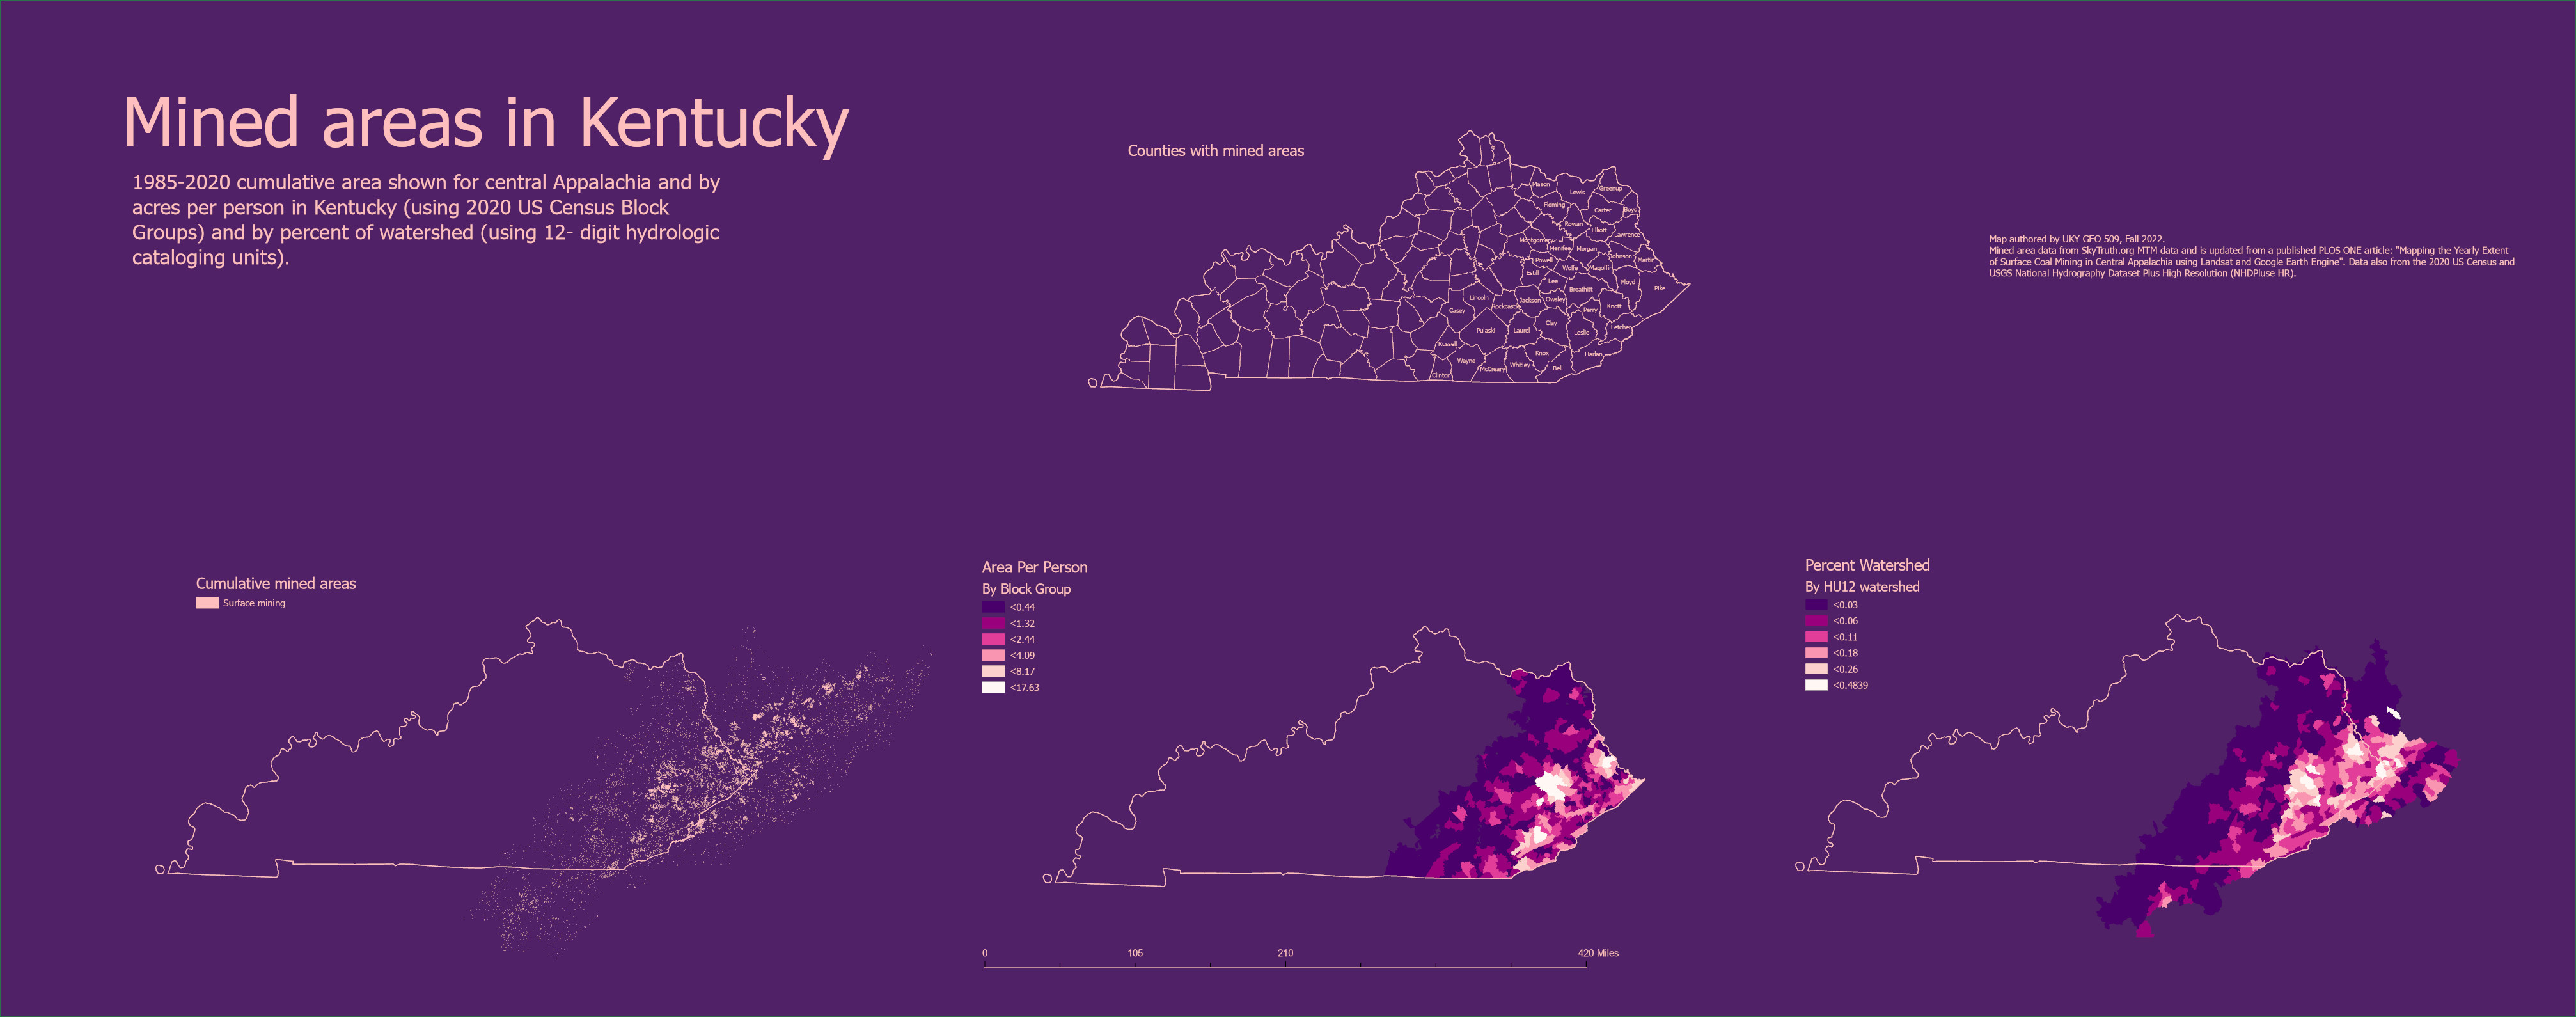 Mined areas in Kentucky
1985-2020 cumulative area shown for central Appalachia and by
acres per person in Kentucky (using 2020 US Census Block
Groups) and by percent of watershed (using 12- digit hydrologic
cataloging units).
Counties with mined areas
Mason
Lewis
Greenup
Fleming
Carter
Boyd
Rowan
Elliott
Lawrence
Montgomery
Menifee
Morgan
Johnson
Martin
Powell
Wolfe
Magoffin
Estill
Lee
Breathitt
Floyd
Pike
Lincoln
Rockcastle
Jackson
Owsley
Perry
Knott
Casey
Pulaski
Laurel
Clay
Leslie
Letcher
Russell
Wayne
Knox
Harlan
Clinton
McCreary
Whitley
Bell
Map authored by UKY GEO 509, Fall 2022.
Mined area data from SkyTruth.org MTM data and is updated from a published PLOS ONE article: "Mapping the Yearly Extent
of Surface Coal Mining in Central Appalachia using Landsat and Google Earth Engine". Data also from the 2020 US Census and
USGS National Hydrography Dataset Plus High Resolution (NHDPluse HR).
Cumulative mined areas
Surface mining
Area Per Person
By Block Group
<0.44
<1.32
<2.44
<4.09
<8.17
<17.63
Percent Watershed
By HU12 watershed
<0.03
<0.06
<0.11
<0.18
<0.26
<0.4839
0 105 210 420 Miles